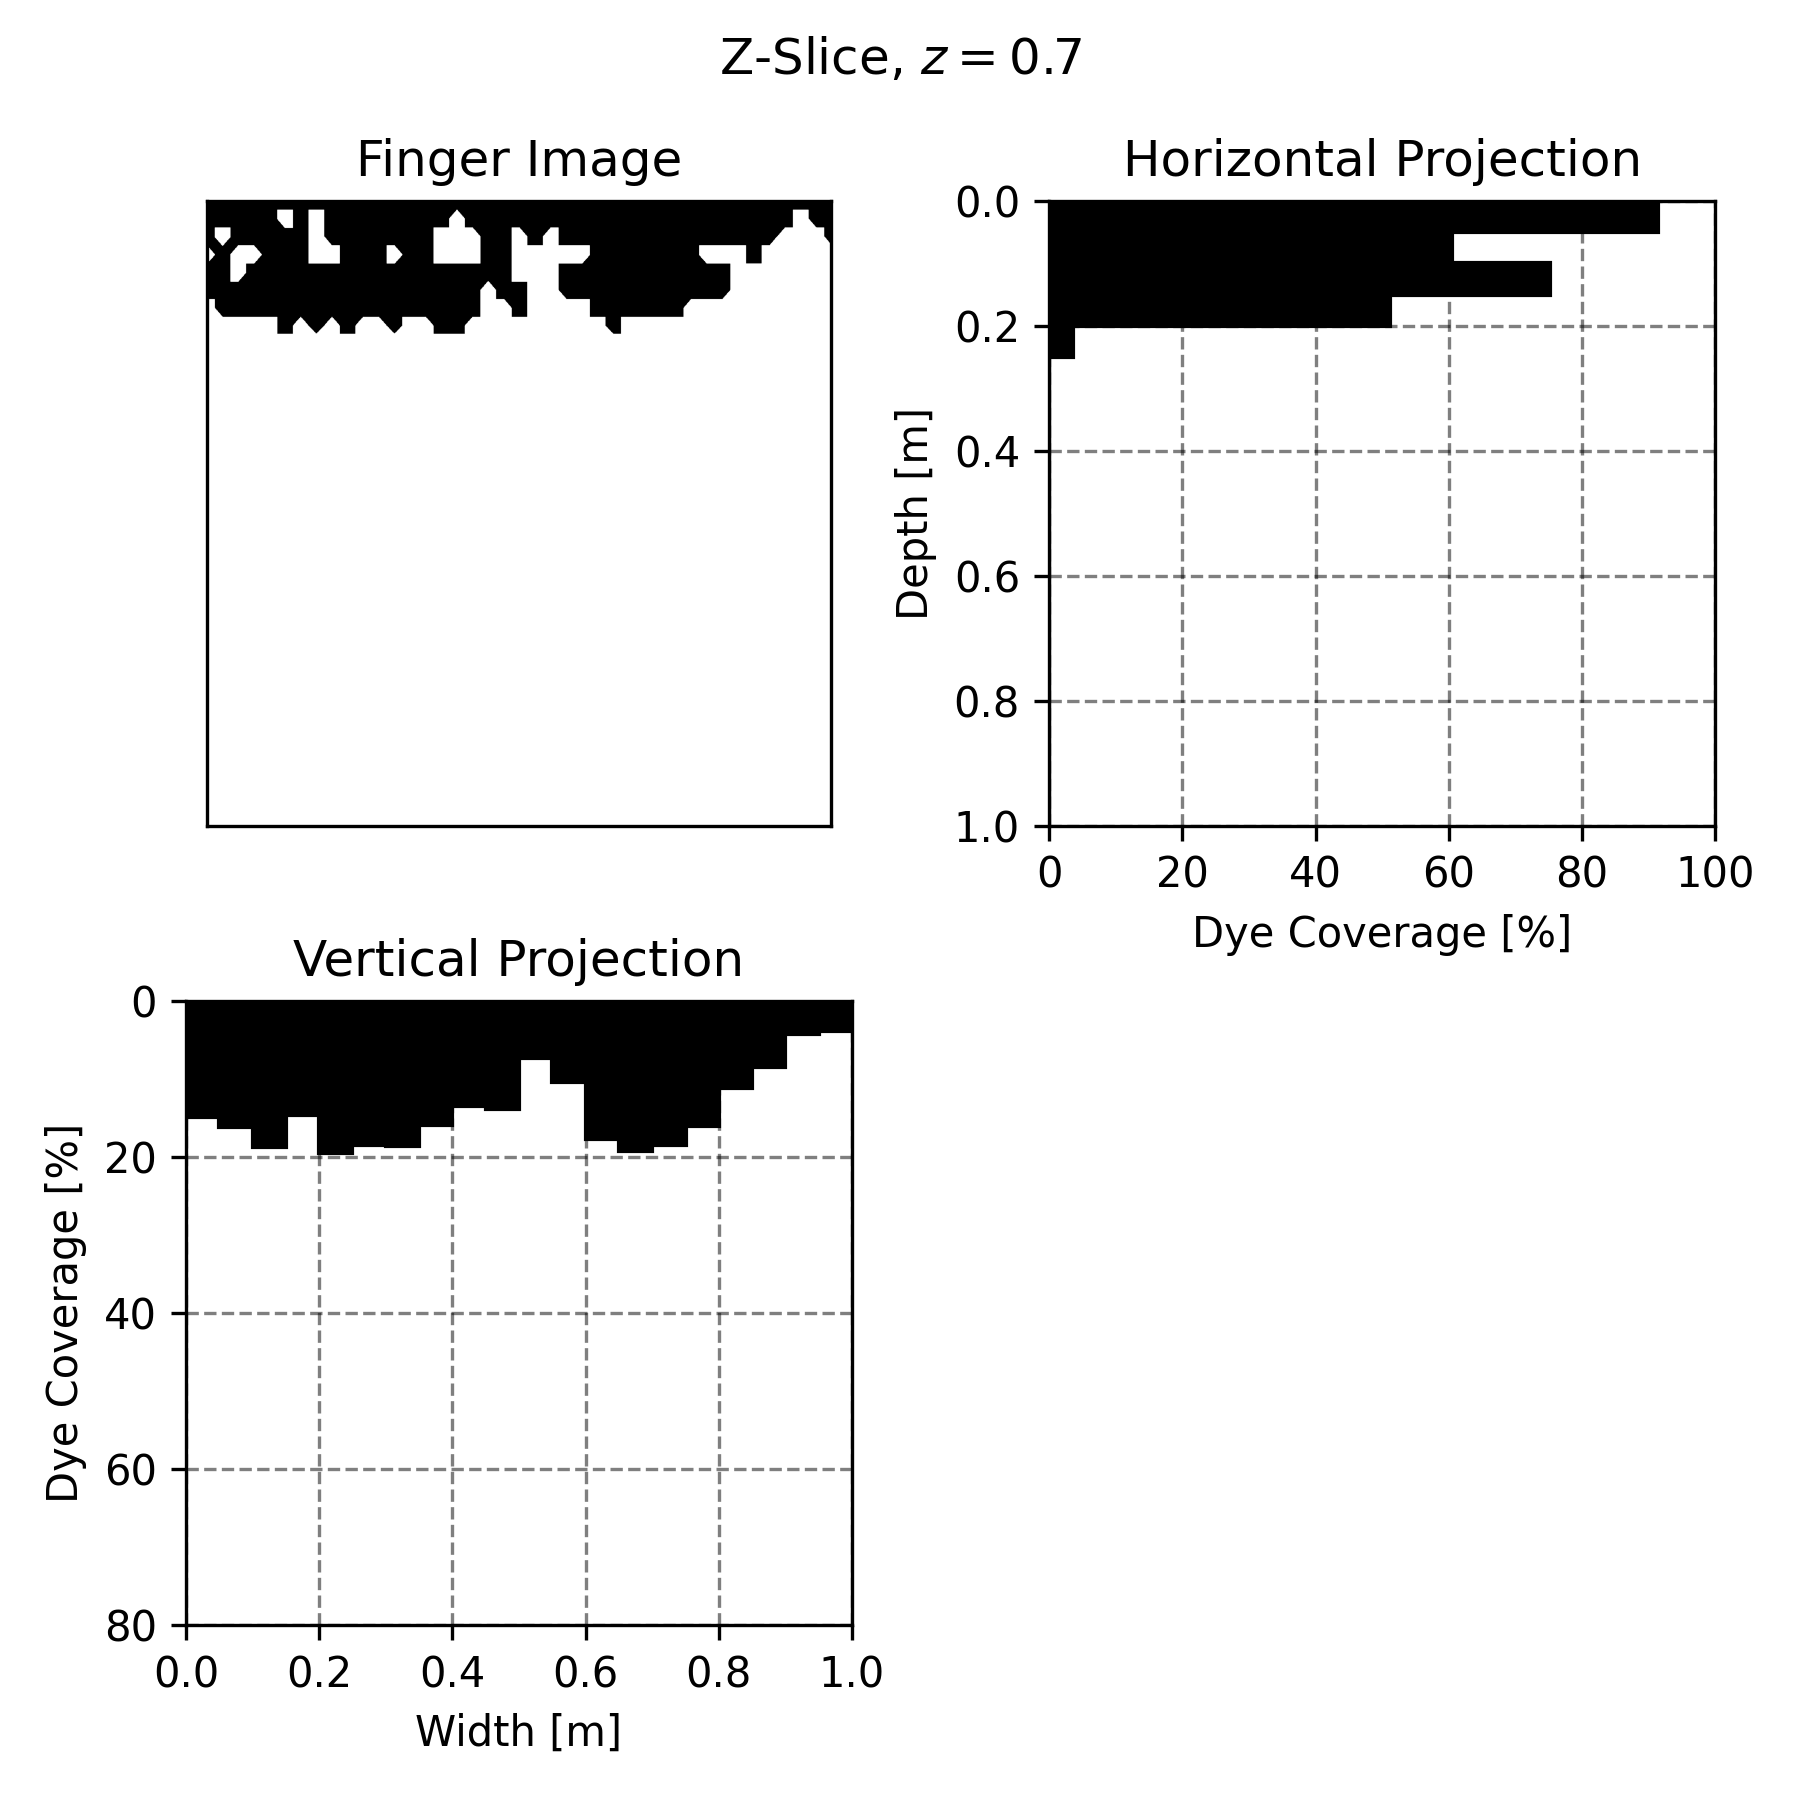 Z-Slice, z = 0.7
Finger Image
Horizontal Projection
0.0
0.2
0.4
0.6
0.8
1.0
Depth [m]
0 20 40 60 80 100
Dye Coverage [%]
Vertical Projection
0
20
40
60
80
Dye Coverage [%]
0.0 0.2 0.4 0.6 0.8 1.0
Width [m]